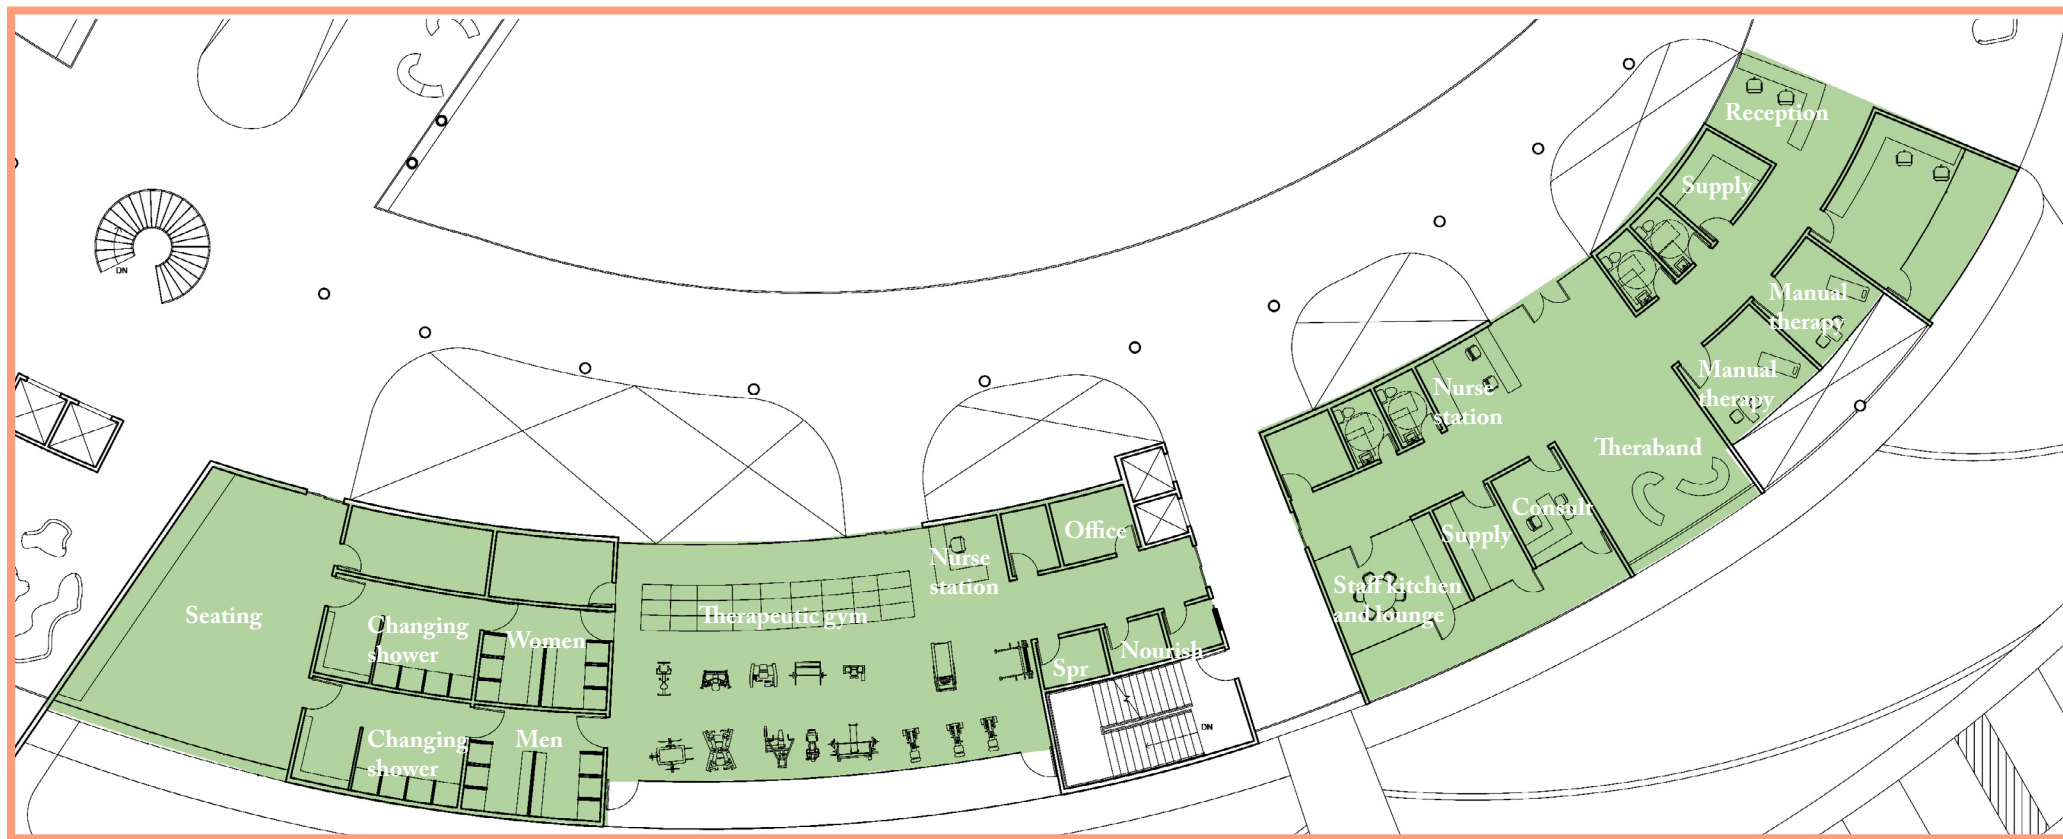 Reception
Supply
Manual
therapy
Manual
therapy
Nurse
station
Theraband
Consult
Supply
Staff kitchen
and lounge
Office
Nurse
station
Therapeutic gym
Seating
Changing
shower
Women
Nourish
Spr
Changing
shower
Men
DN
DN